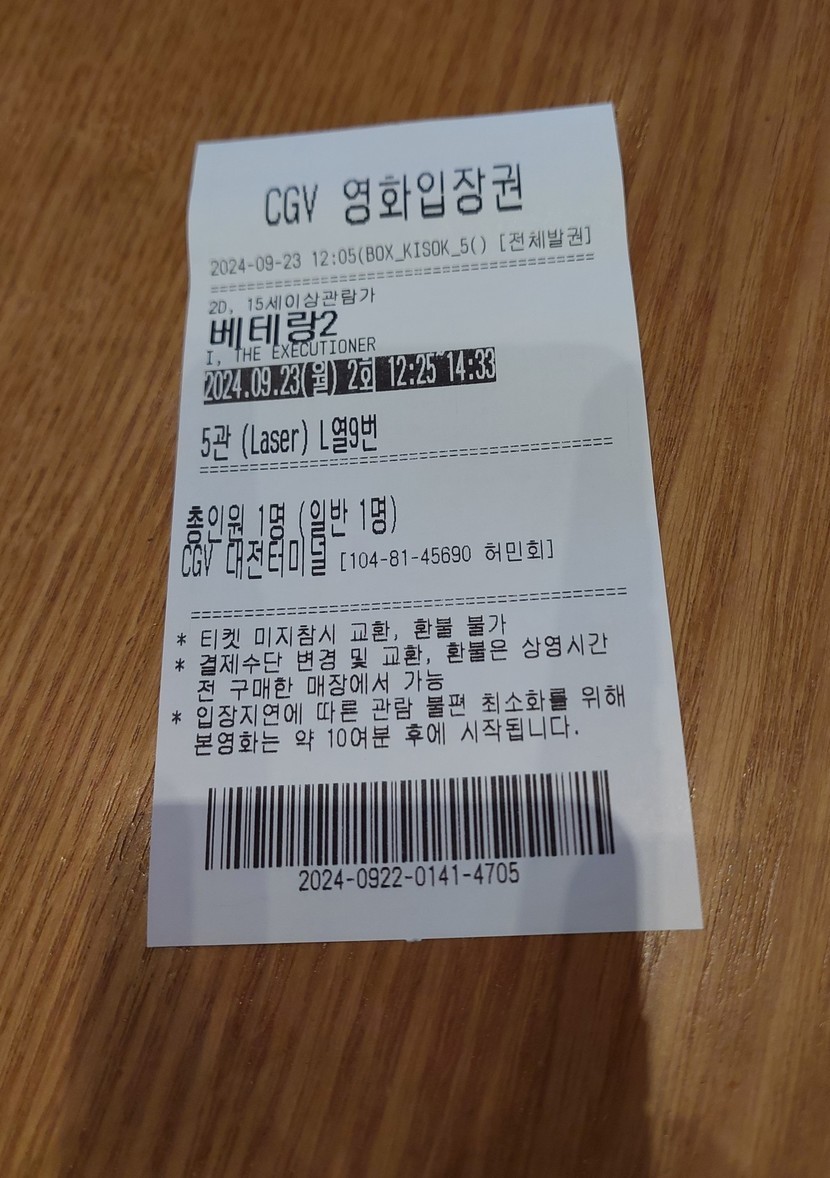 CGV 영화입장권
2024-09-23 12:05(BOX_KISOK_5() [전체발권]
================================================
2D, 15세이상관람가
베테랑2
I, THE EXECUTIONER
2024.09.23(월) 2회 12:25 14:33
5관 (Laser) L열9번
================================================
총인원 1명 (일반 1명)
CGV 대전터미널 [104-81-45690 허민회]
================================================
* 티켓 미지참시 교환, 환불 불가
* 결제수단 변경 및 교환, 환불은 상영시간
전 구매한 매장에서 가능
* 입장지연에 따른 관람 불편 최소화를 위해
본영화는 약 10여분 후에 시작됩니다.
2024-0922-0141-4705